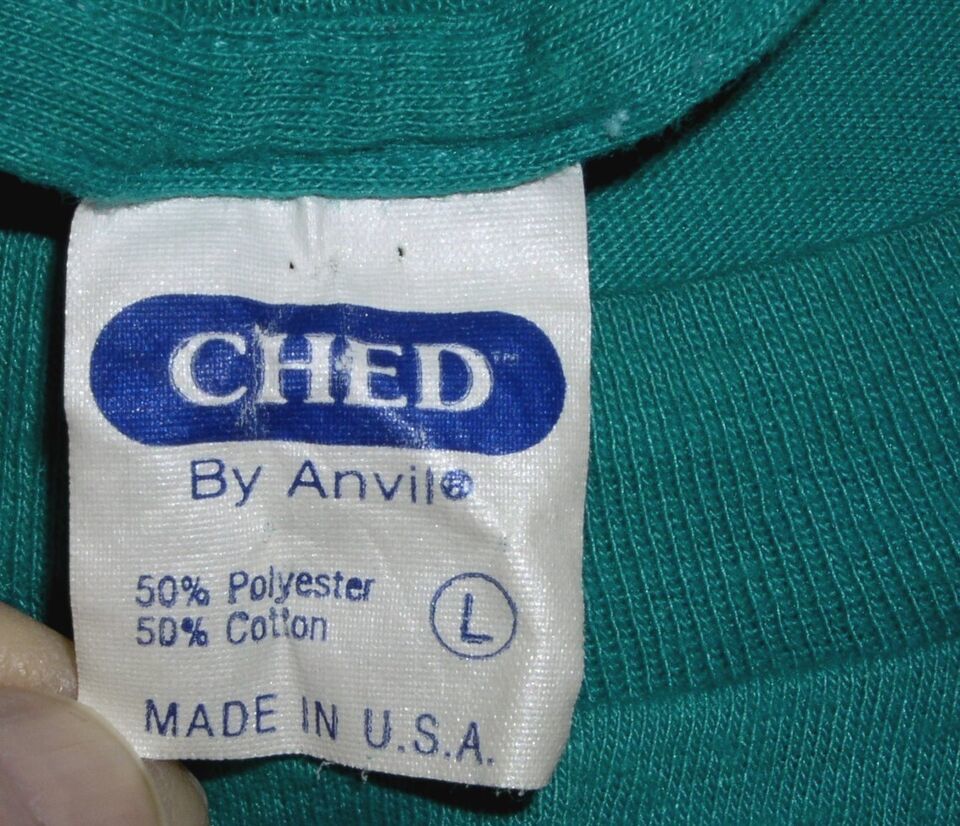 CHED™
By Anvil®
50% Polyester
50% Cotton
L
MADE IN U.S.A.